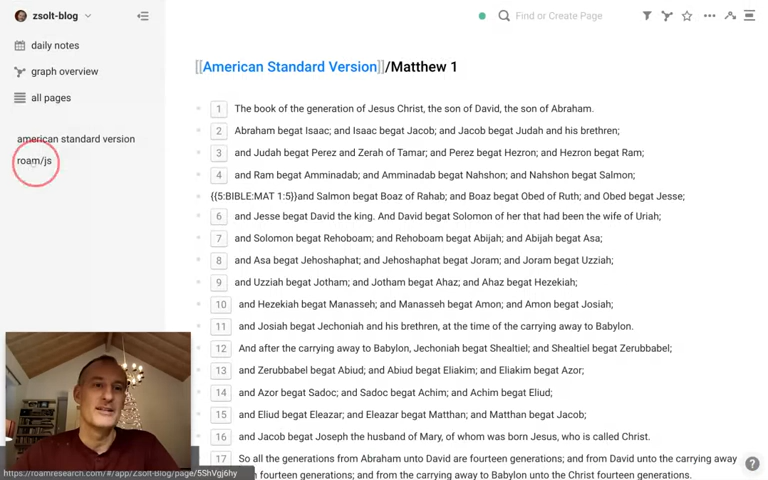 zsolt-blog
Find or Create Page
daily notes
graph overview
all pages
american standard version
roam/js
[[American Standard Version]]/Matthew 1
1 The book of the generation of Jesus Christ, the son of David, the son of Abraham.
2 Abraham begat Isaac; and Isaac begat Jacob; and Jacob begat Judah and his brethren;
3 and Judah begat Perez and Zerah of Tamar; and Perez begat Hezron; and Hezron begat Ram;
4 and Ram begat Amminadab; and Amminadab begat Nahshon; and Nahshon begat Salmon;
{{5:BIBLE:MAT 1:5}}and Salmon begat Boaz of Rahab; and Boaz begat Obed of Ruth; and Obed begat Jesse;
6 and Jesse begat David the king. And David begat Solomon of her that had been the wife of Uriah;
7 and Solomon begat Rehoboam; and Rehoboam begat Abijah; and Abijah begat Asa;
8 and Asa begat Jehoshaphat; and Jehoshaphat begat Joram; and Joram begat Uzziah;
9 and Uzziah begat Jotham; and Jotham begat Ahaz; and Ahaz begat Hezekiah;
10 and Hezekiah begat Manasseh; and Manasseh begat Amon; and Amon begat Josiah;
11 and Josiah begat Jechoniah and his brethren, at the time of the carrying away to Babylon.
12 And after the carrying away to Babylon, Jechoniah begat Shealtiel; and Shealtiel begat Zerubbabel;
13 and Zerubbabel begat Abiud; and Abiud begat Eliakim; and Eliakim begat Azor;
14 and Azor begat Sadoc; and Sadoc begat Achim; and Achim begat Eliud;
15 and Eliud begat Eleazar; and Eleazar begat Matthan; and Matthan begat Jacob;
16 and Jacob begat Joseph the husband of Mary, of whom was born Jesus, who is called Christ.
17 So all the generations from Abraham unto David are fourteen generations; and from David unto the carrying away
fourteen generations; and from the carrying away to Babylon unto the Christ fourteen generations.
https://roamresearch.com/#/app/Zsolt-Blog/page/5ShVgj6hy